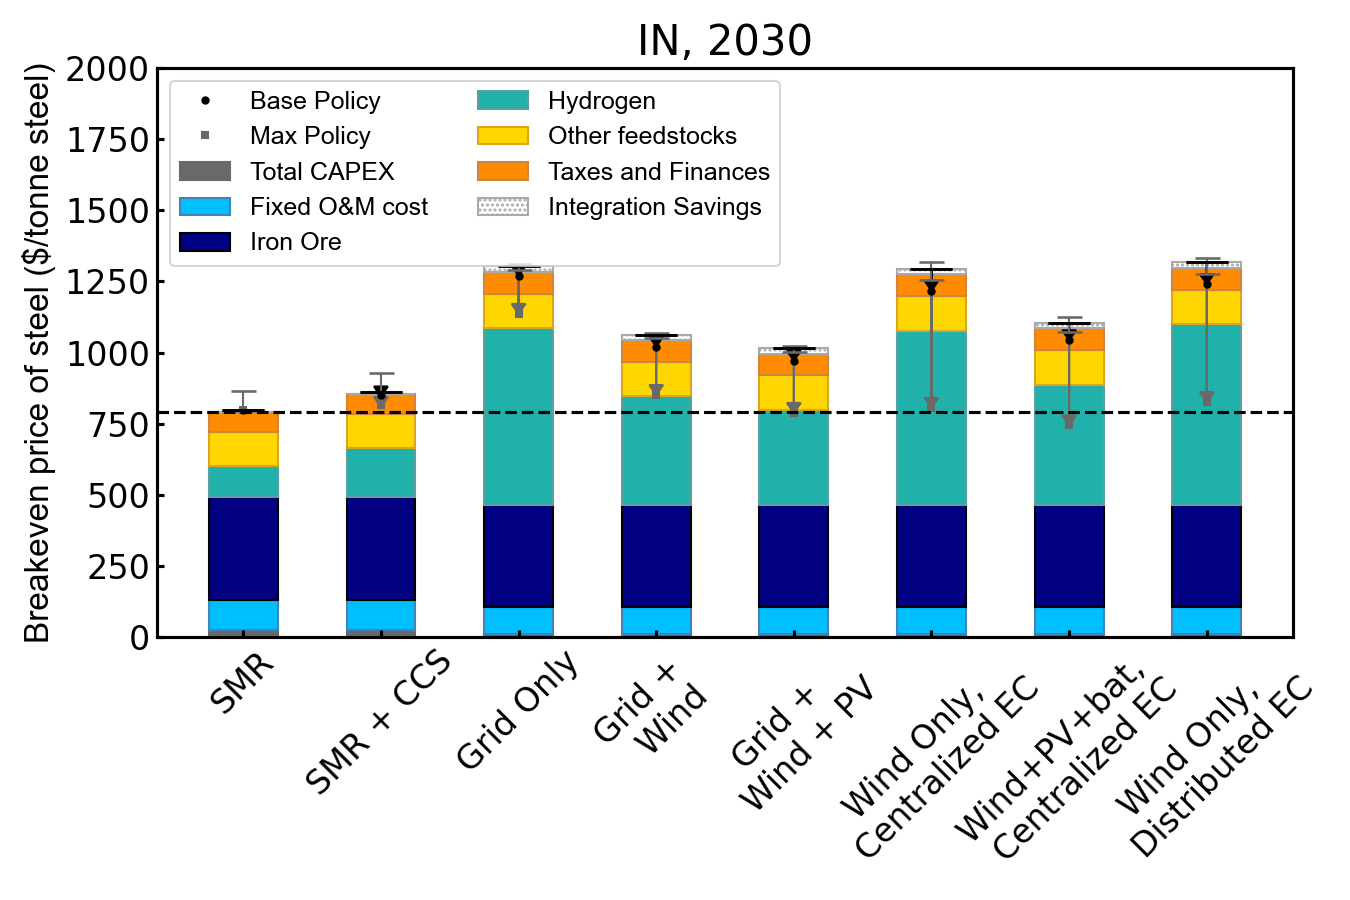 IN, 2030
Breakeven price of steel ($/tonne steel)
2000
1750
1500
1250
1000
750
500
250
0
Base Policy
Max Policy
Total CAPEX
Fixed O&M cost
Iron Ore
Hydrogen
Other feedstocks
Taxes and Finances
Integration Savings
SMR
SMR + CCS
Grid Only
Grid +
Wind
Grid +
Wind + PV
Wind Only,
Centralized EC
Wind+PV+bat,
Centralized EC
Wind Only,
Distributed EC